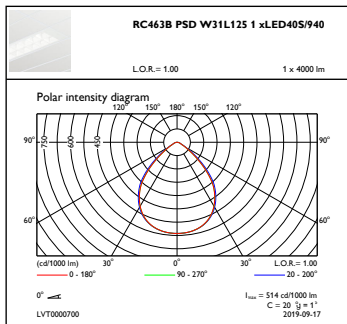 RC463B PSD W31L125 1 xLED40S/940
L.O.R.= 1.00 1 x 4000 lm
Polar intensity diagram
120° 150° 180° 150° 120°
90° 90°
750 600 450
60° 60°
30° 0° 30°
(cd/1000 lm) L.O.R.= 1.00
0 - 180° 90 - 270° 20 - 200°
0° Imax = 514 cd/1000 lm
C = 20 °g = 1°
LVT0000700 2019-09-17